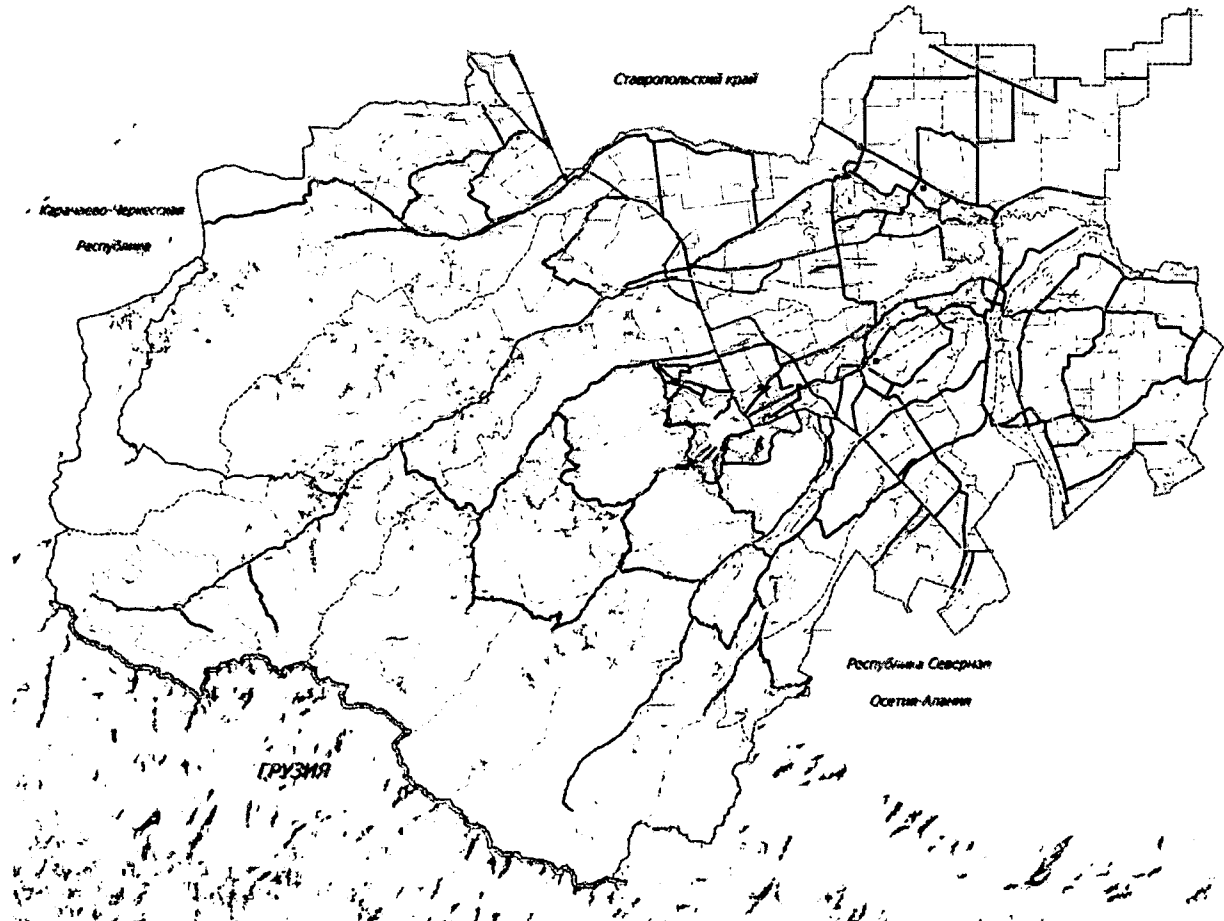 Ставропольский край
Карачаево-Черкесская
Республика
Республика Северная
Осетия-Алания
ГРУЗИЯ